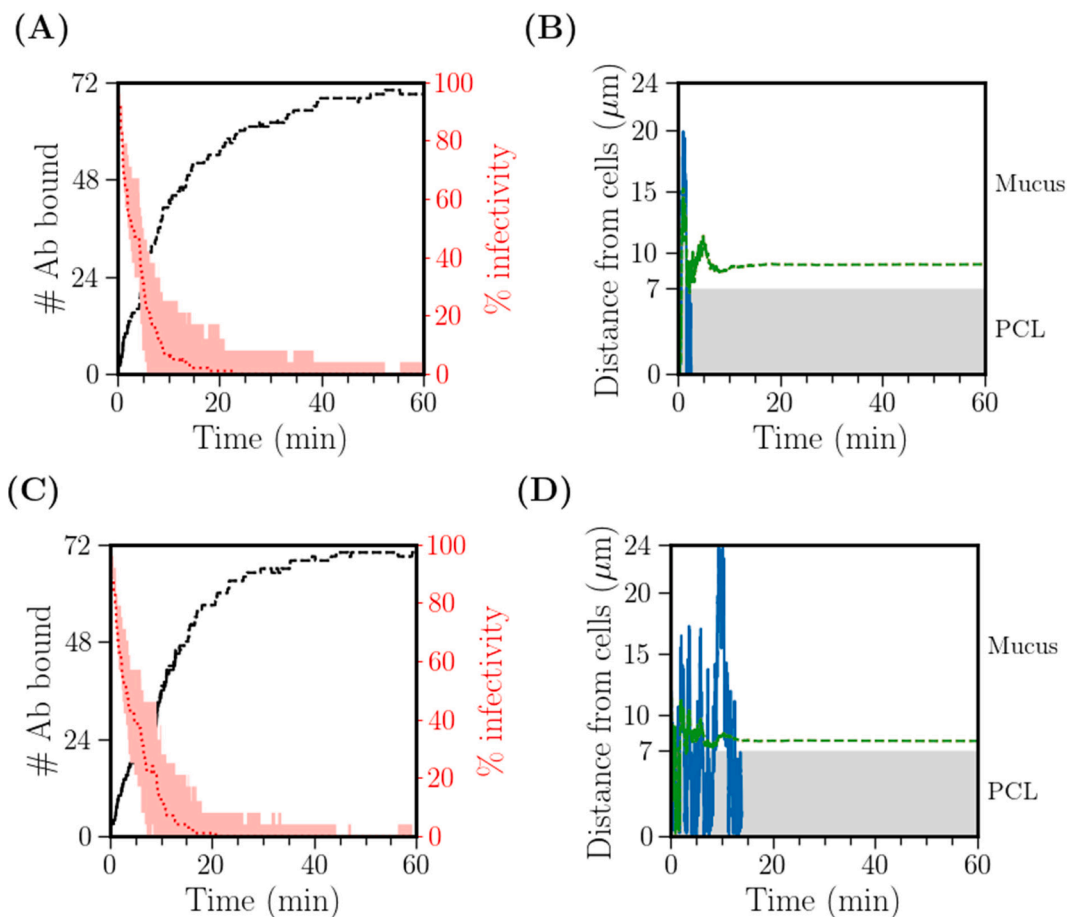 (A)
72
48
24
0
# Ab bound
100
80
60
40
20
0
% infectivity
0
20
40
60
Time (min)
(B)
24
20
15
10
7
0
Distance from cells (μm)
Mucus
PCL
0
20
40
60
Time (min)
(C)
72
48
24
0
# Ab bound
100
80
60
40
20
0
% infectivity
0
20
40
60
Time (min)
(D)
24
20
15
10
7
0
Distance from cells (μm)
Mucus
PCL
0
20
40
60
Time (min)